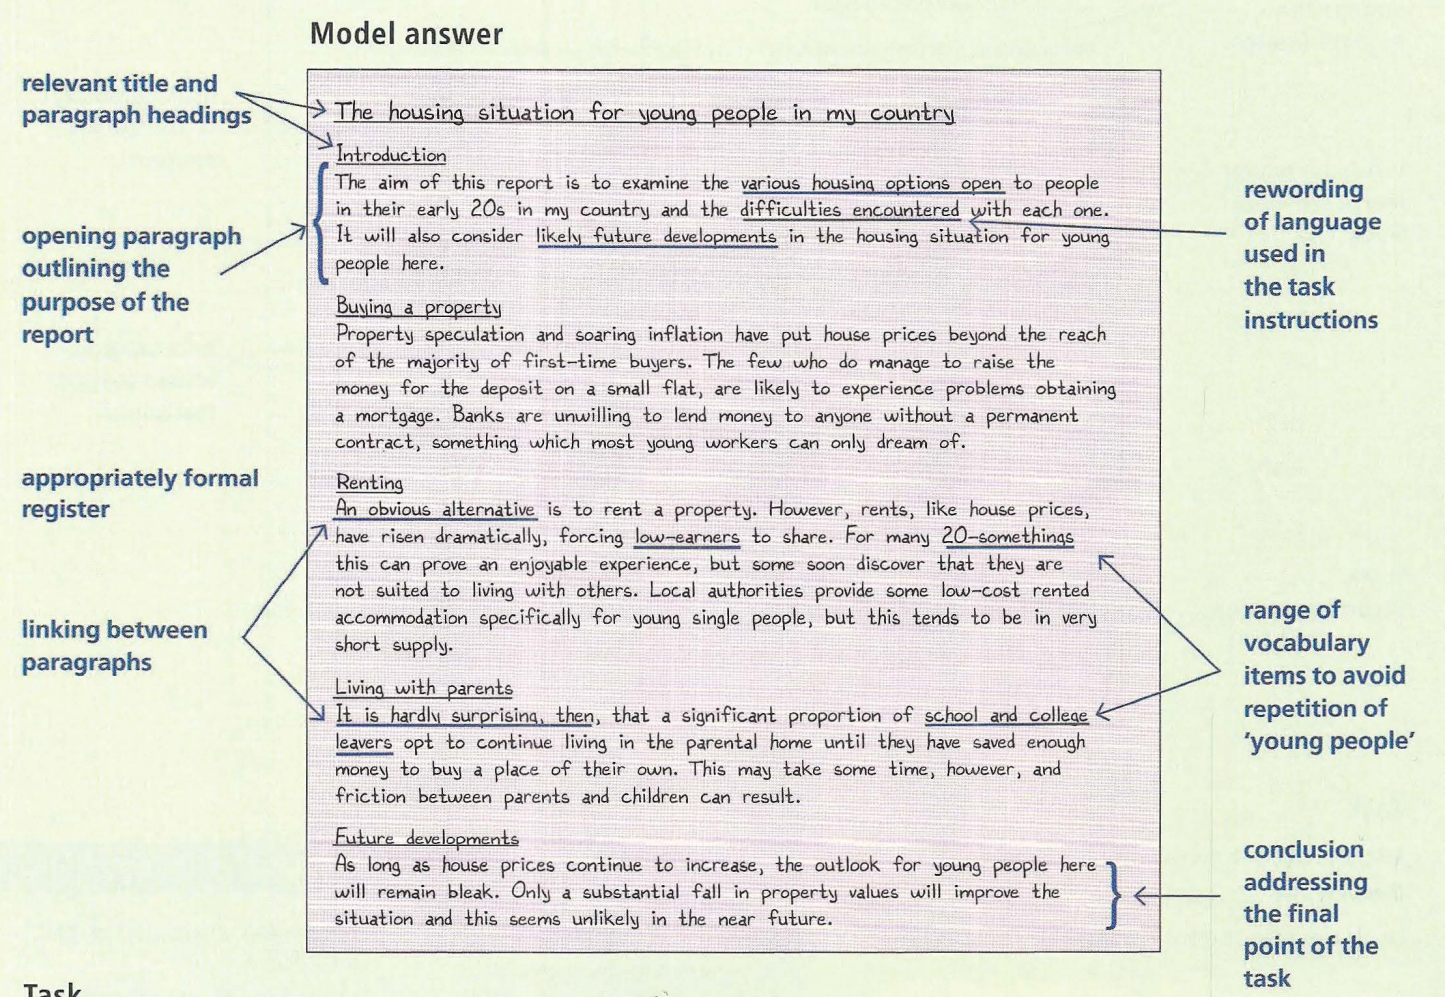 Model answer
relevant title and
paragraph headings
opening paragraph
outlining the
purpose of the
report
appropriately formal
register
linking between
paragraphs
The housing situation for young people in my country
Introduction
The aim of this report is to examine the various housing options open to people
in their early 20s in my country and the difficulties encountered with each one.
It will also consider likely future developments in the housing situation for young
people here.
Buying a property
Property speculation and soaring inflation have put house prices beyond the reach
of the majority of first-time buyers. The few who do manage to raise the
money for the deposit on a small flat, are likely to experience problems obtaining
a mortgage. Banks are unwilling to lend money to anyone without a permanent
contract, something which most young workers can only dream of.
Renting
An obvious alternative is to rent a property. However, rents, like house prices,
have risen dramatically, forcing low-earners to share. For many 20-somethings
this can prove an enjoyable experience, but some soon discover that they are
not suited to living with others. Local authorities provide some low-cost rented
accommodation specifically for young single people, but this tends to be in very
short supply.
Living with parents
It is hardly surprising, then, that a significant proportion of school and college
leavers opt to continue living in the parental home until they have saved enough
money to buy a place of their own. This may take some time, however, and
friction between parents and children can result.
Future developments
As long as house prices continue to increase, the outlook for young people here
will remain bleak. Only a substantial fall in property values will improve the
situation and this seems unlikely in the near future.
rewording
of language
used in
the task
instructions
range of
vocabulary
items to avoid
repetition of
'young people'
conclusion
addressing
the final
point of the
task
Task